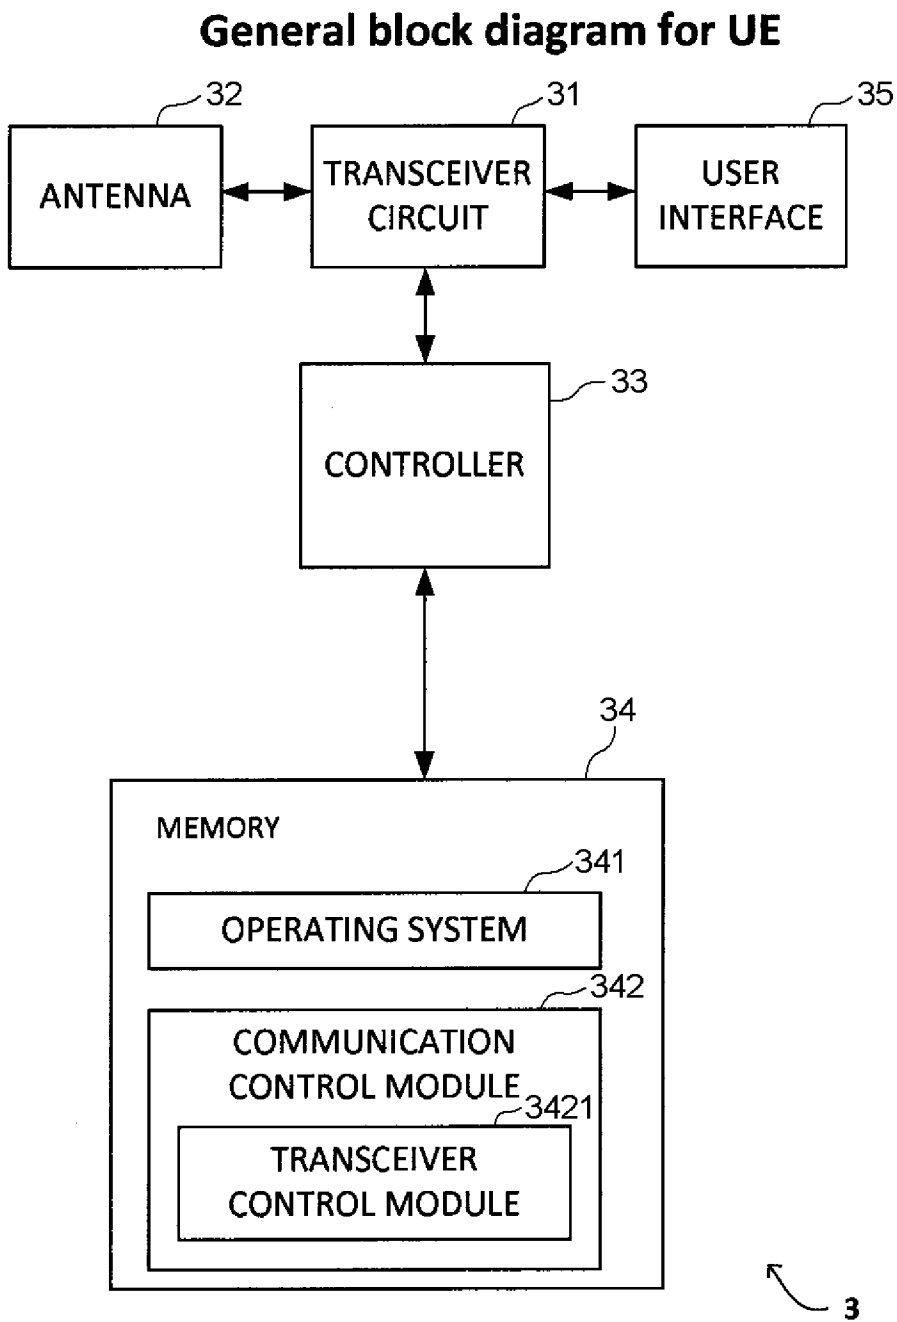 General block diagram for UE
32
31
35
ANTENNA
TRANSCEIVER
CIRCUIT
USER
INTERFACE
33
CONTROLLER
34
MEMORY
341
OPERATING SYSTEM
342
COMMUNICATION
CONTROL MODULE
3421
TRANSCEIVER
CONTROL MODULE
3